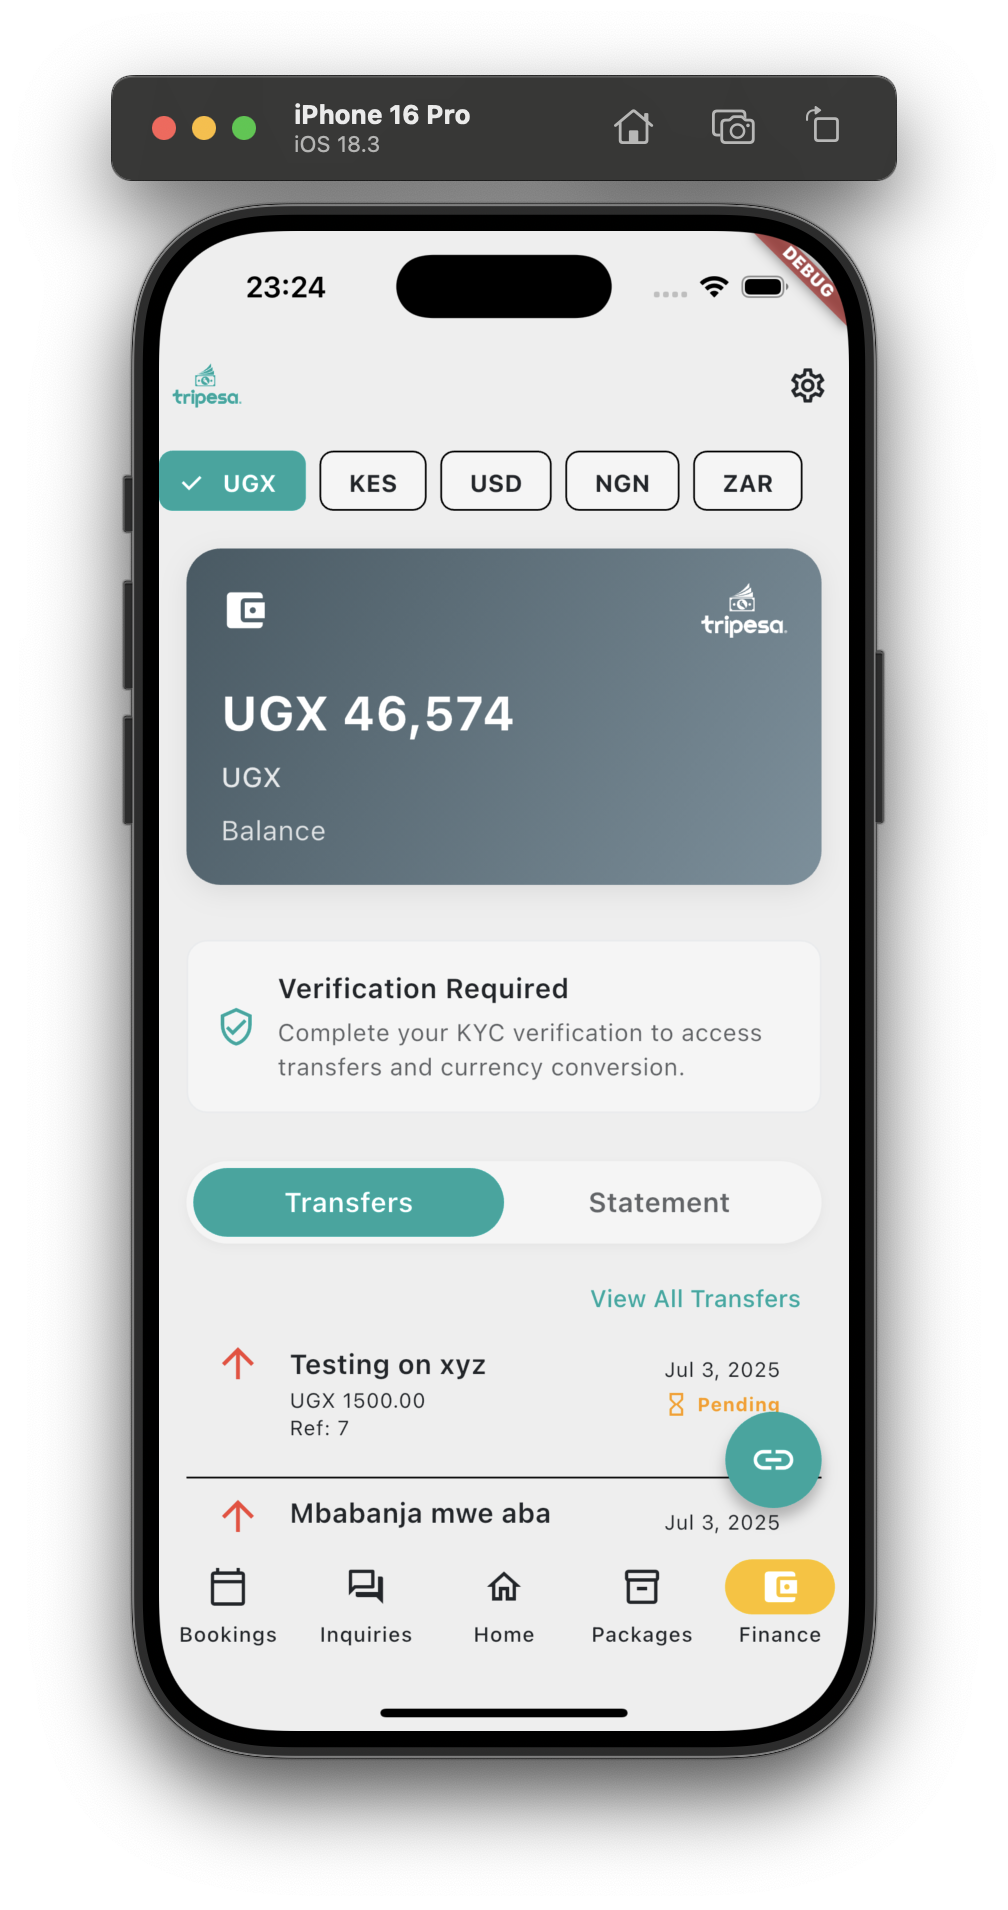 iPhone 16 Pro
iOS 18.3
23:24
DEBUG
tripesa.
UGX
KES
USD
NGN
ZAR
tripesa.
UGX 46,574
UGX
Balance
Verification Required
Complete your KYC verification to access
transfers and currency conversion.
Transfers
Statement
View All Transfers
Testing on xyz
Jul 3, 2025
UGX 1500.00
Pending
Ref: 7
Mbabanja mwe aba
Jul 3, 2025
Bookings
Inquiries
Home
Packages
Finance